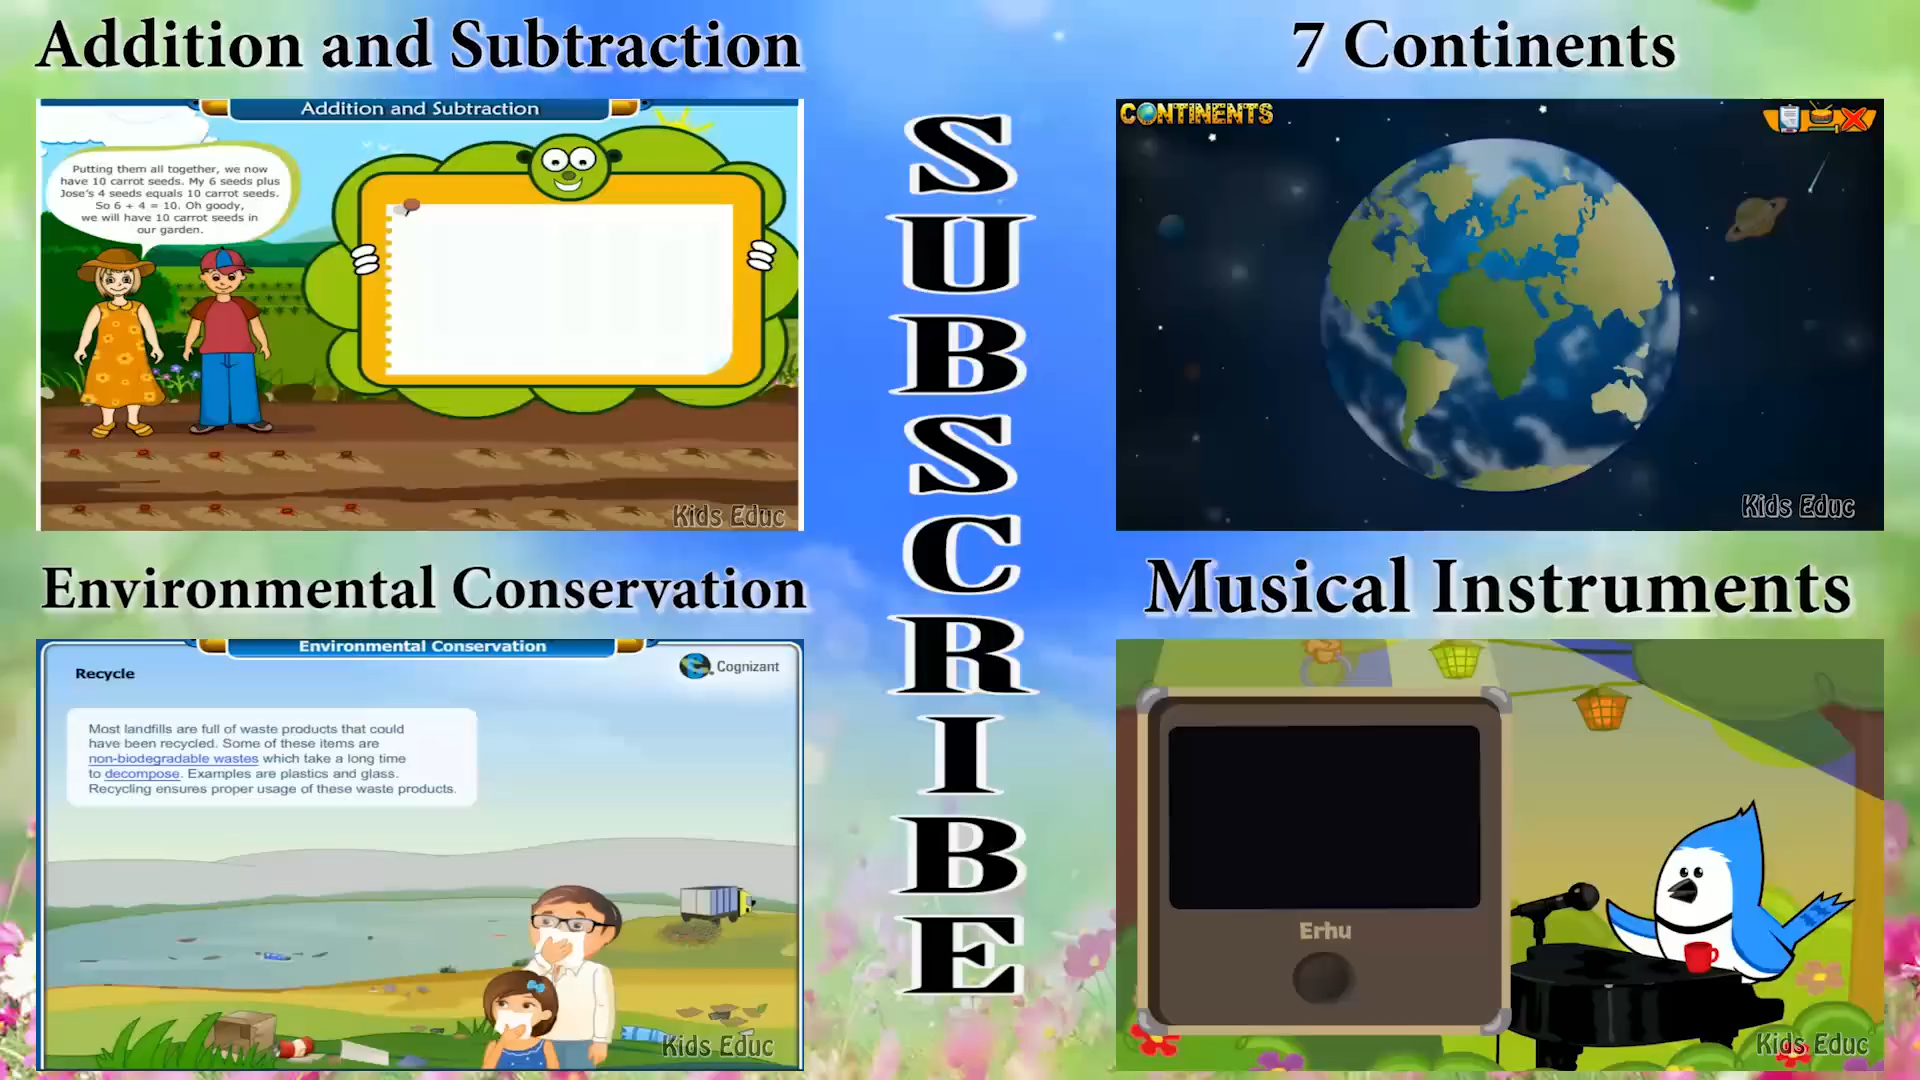 Addition and Subtraction
Addition and Subtraction
Putting them all together, we now
have 10 carrot seeds. My 6 seeds plus
Jose's 4 seeds equals 10 carrot seeds.
So 6 + 4 = 10. Oh goody,
we will have 10 carrot seeds in
our garden.
Kids Educ
7 Continents
CONTINENTS
Kids Educ
SUBSCRIBE
Environmental Conservation
Environmental Conservation
Recycle
Cognizant
Most landfills are full of waste products that could
have been recycled. Some of these items are
non-biodegradable wastes which take a long time
to decompose. Examples are plastics and glass.
Recycling ensures proper usage of these waste products.
Kids Educ
Musical Instruments
Erhu
Kids Educ